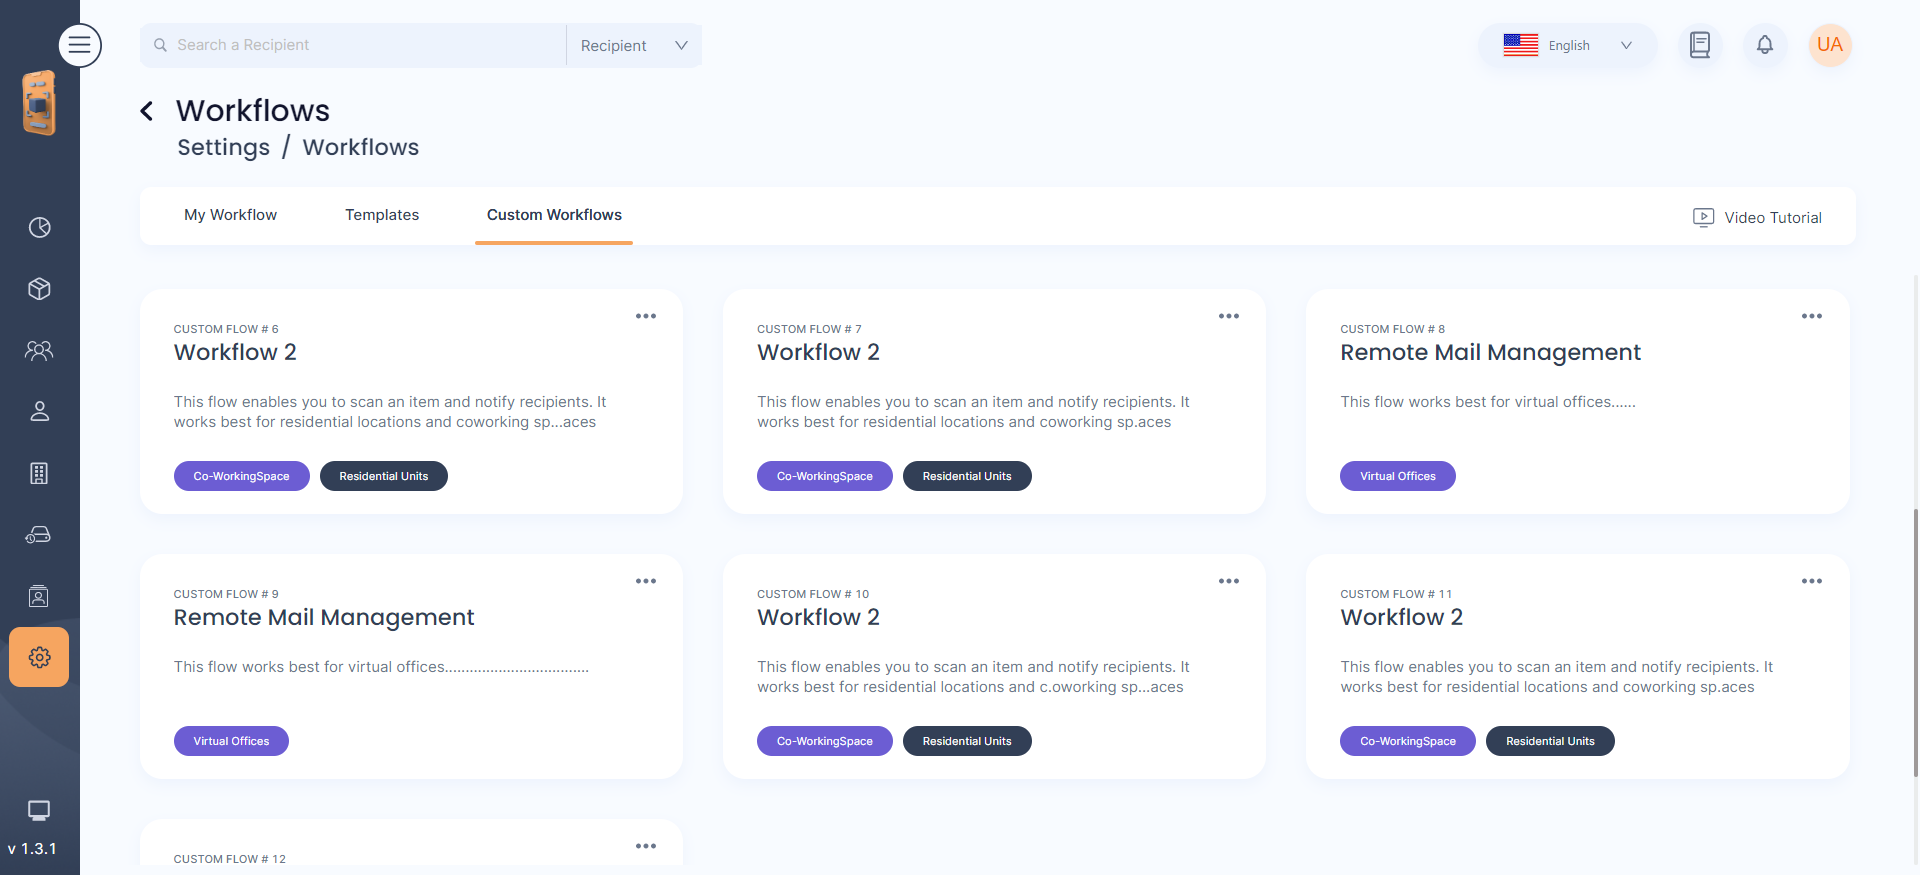 Search a Recipient
Recipient
English
UA
Workflows
Settings / Workflows
My Workflow
Templates
Custom Workflows
Video Tutorial
CUSTOM FLOW # 6
Workflow 2
This flow enables you to scan an item and notify recipients. It
works best for residential locations and coworking sp...aces
Co-WorkingSpace
Residential Units
CUSTOM FLOW # 7
Workflow 2
This flow enables you to scan an item and notify recipients. It
works best for residential locations and coworking sp.aces
Co-WorkingSpace
Residential Units
CUSTOM FLOW # 8
Remote Mail Management
This flow works best for virtual offices......
Virtual Offices
CUSTOM FLOW # 9
Remote Mail Management
This flow works best for virtual offices...................................
Virtual Offices
CUSTOM FLOW # 10
Workflow 2
This flow enables you to scan an item and notify recipients. It
works best for residential locations and c.oworking sp...aces
Co-WorkingSpace
Residential Units
CUSTOM FLOW # 11
Workflow 2
This flow enables you to scan an item and notify recipients. It
works best for residential locations and coworking sp.aces
Co-WorkingSpace
Residential Units
CUSTOM FLOW # 12
v 1.3.1